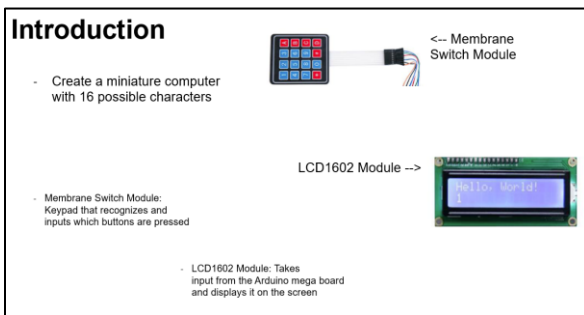 Introduction
<-- Membrane
Switch Module
- Create a miniature computer
with 16 possible characters
LCD1602 Module -->
Hello, World!
1
- Membrane Switch Module:
Keypad that recognizes and
inputs which buttons are pressed
- LCD1602 Module: Takes
input from the Arduino mega board
and displays it on the screen